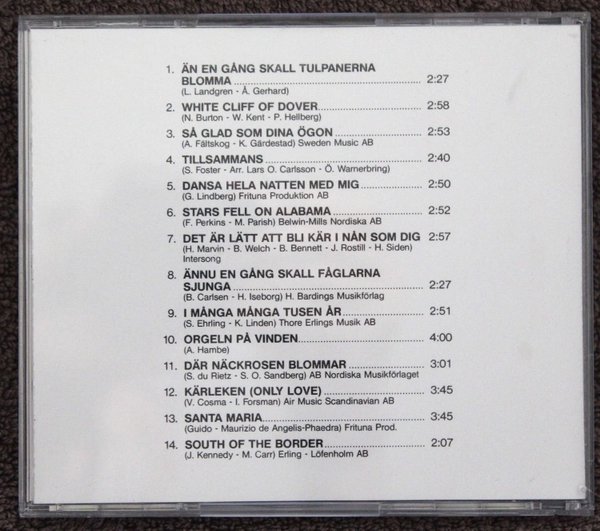 1. ÄN EN GÅNG SKALL TULPANERNA
BLOMMA 2:27
(L. Landgren - Å. Gerhard)
2. WHITE CLIFF OF DOVER 2:58
(N. Burton - W. Kent - P. Hellberg)
3. SÅ GLAD SOM DINA ÖGON 2:53
(A. Fältskog - K. Gärdestad) Sweden Music AB
4. TILLSAMMANS 2:40
(S. Foster - Arr. Lars O. Carlsson - Ö. Warnerbring)
5. DANSA HELA NATTEN MED MIG 2:50
(G. Lindberg) Frituna Produktion AB
6. STARS FELL ON ALABAMA 2:52
(F. Perkins - M. Parish) Belwin-Mills Nordiska AB
7. DET ÄR LÄTT ATT BLI KÄR I NÅN SOM DIG 2:57
(H. Marvin - B. Welch - B. Bennett - J. Rostill - H. Siden)
Intersong
8. ÄNNU EN GÅNG SKALL FÅGLARNA
SJUNGA 2:27
(B. Carlsen - H. Iseborg) H. Bardings Musikförlag
9. I MÅNGA MÅNGA TUSEN ÅR 2:51
(S. Ehrling - K. Linden) Thore Erlings Musik AB
10. ORGELN PÅ VINDEN 4:00
(A. Hambe)
11. DÄR NÄCKROSEN BLOMMAR 3:01
(S. du Rietz - S. O. Sandberg) AB Nordiska Musikförlaget
12. KÄRLEKEN (ONLY LOVE) 3:45
(V. Cosma - I. Forsman) Air Music Scandinavian AB
13. SANTA MARIA 3:45
(Guido - Maurizio de Angelis-Phaedra) Frituna Prod.
14. SOUTH OF THE BORDER 2:07
(J. Kennedy - M. Carr) Erling - Löfenholm AB